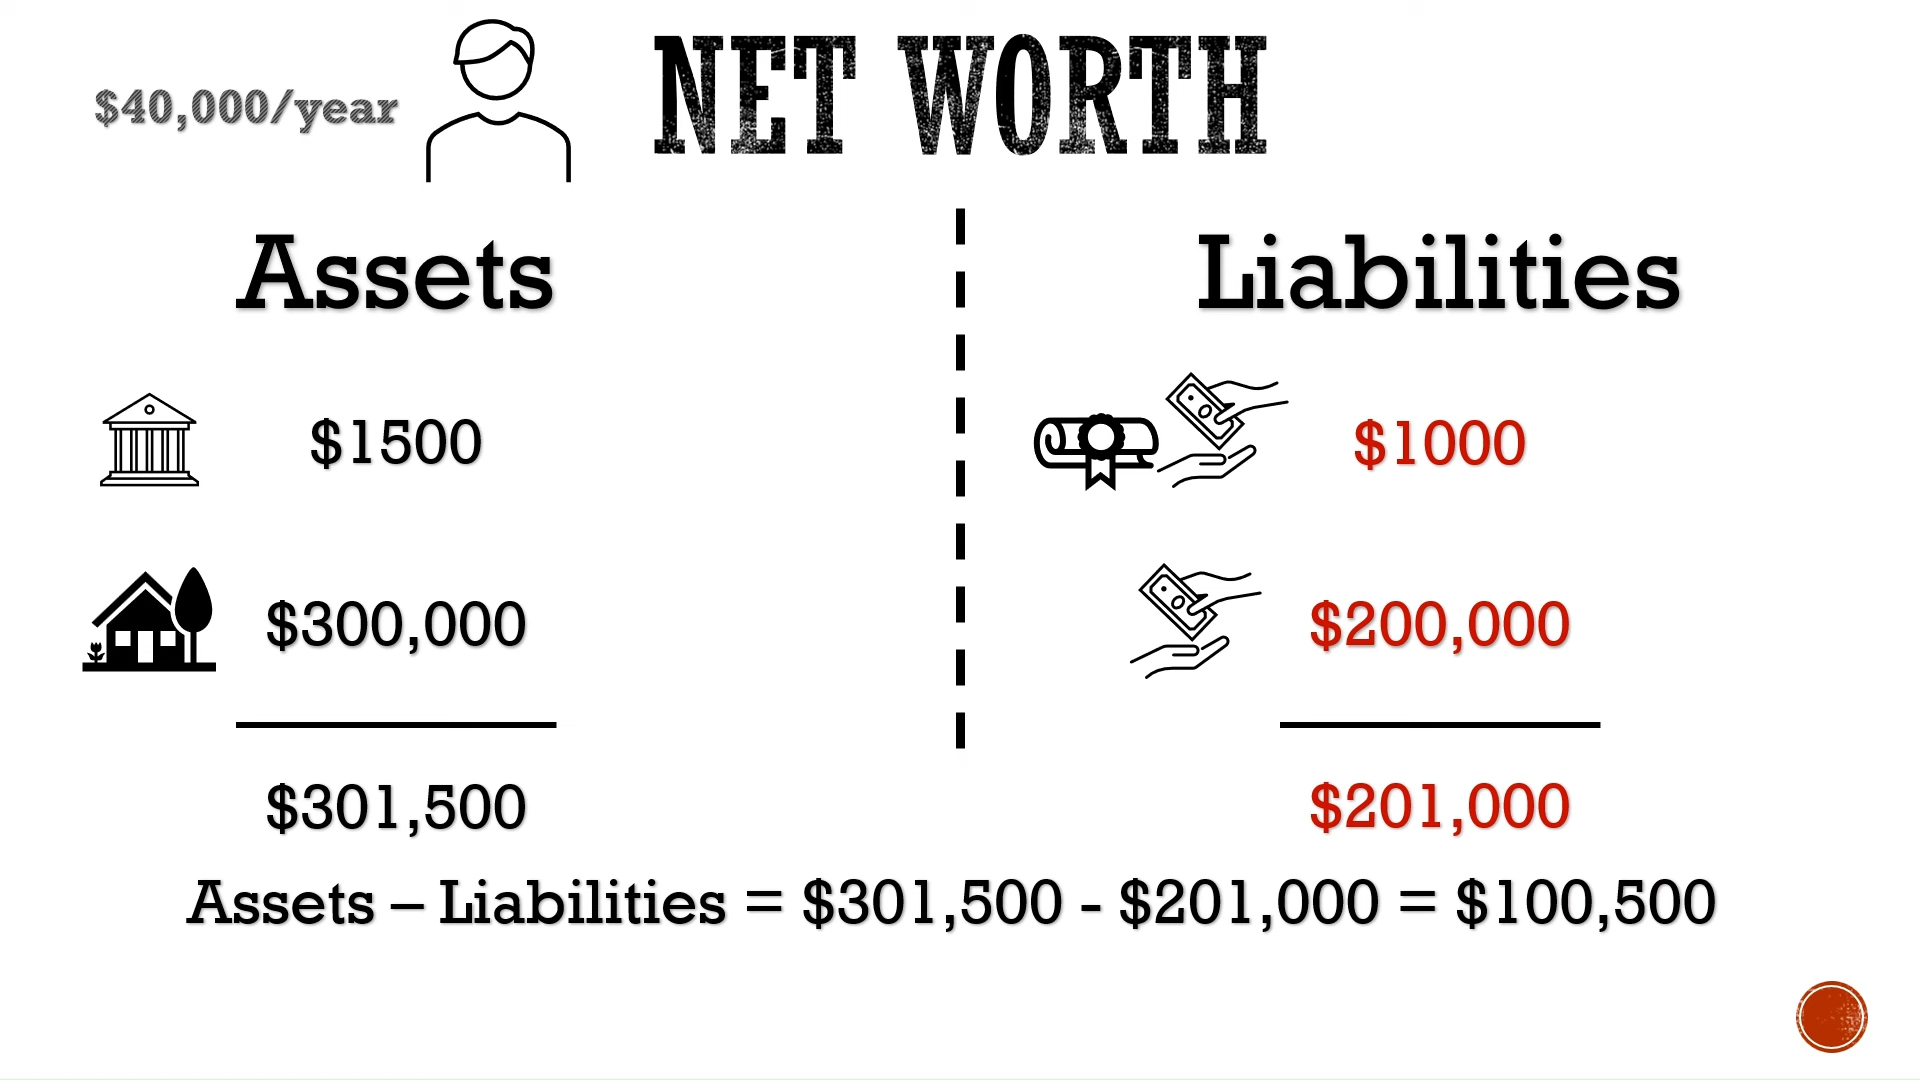 $40,000/year
NET WORTH
Assets
Liabilities
$1500
$1000
$300,000
$200,000
$301,500
$201,000
Assets – Liabilities = $301,500 - $201,000 = $100,500